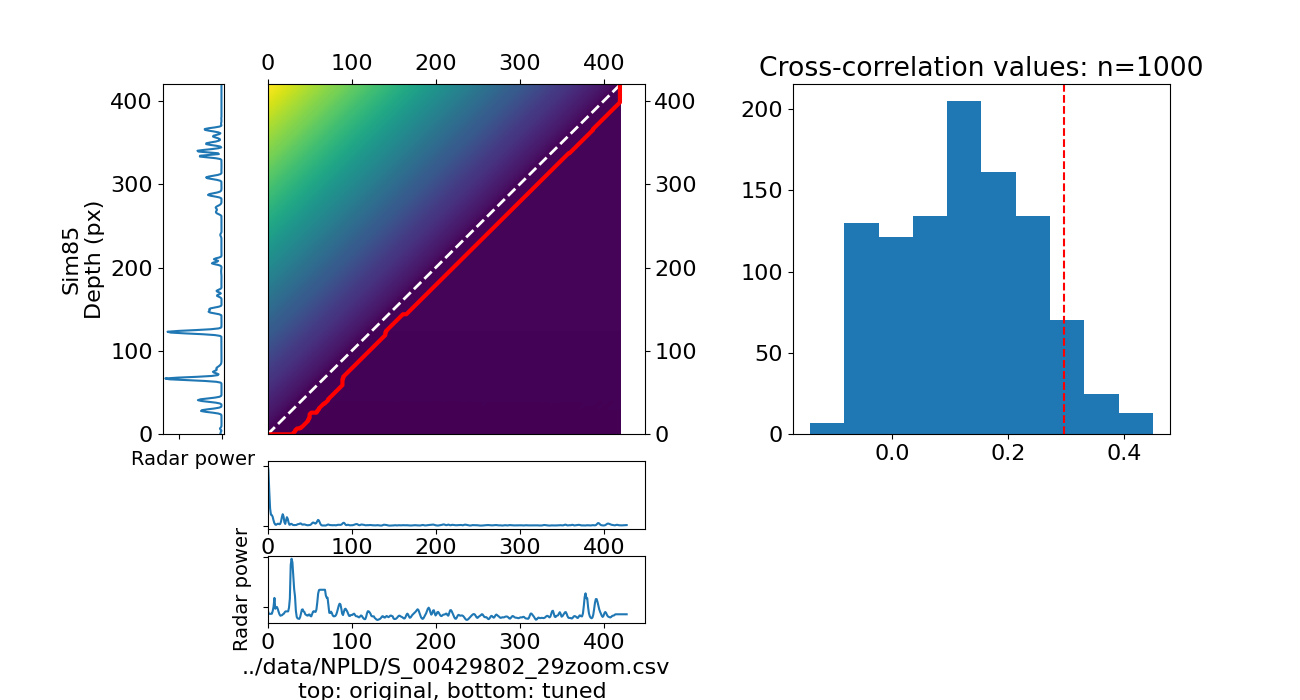 Cross-correlation values: n=1000
0 100 200 300 400
400
300
200
100
0
Sim85
Depth (px)
Radar power
400
300
200
100
0
200
150
100
50
0
0.0 0.2 0.4
0 100 200 300 400
Radar power
0 100 200 300 400
../data/NPLD/S_00429802_29zoom.csv
top: original, bottom: tuned